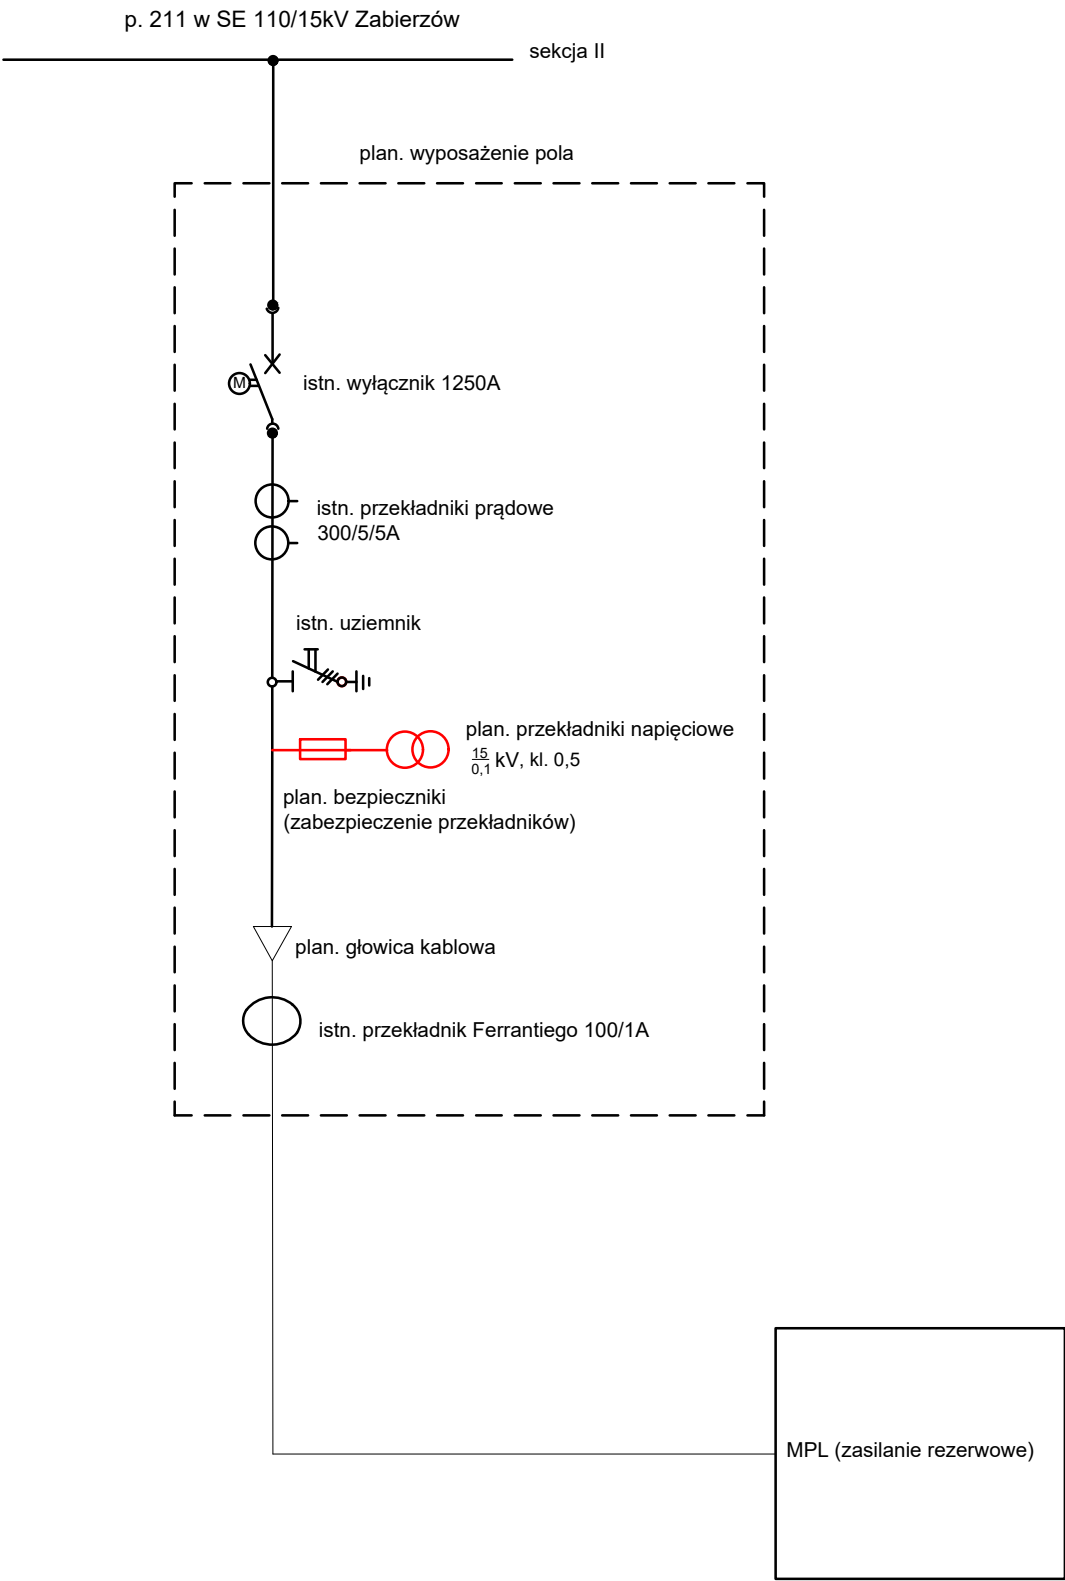 p. 211 w SE 110/15kV Zabierzów
sekcja II
plan. wyposażenie pola
M
istn. wyłącznik 1250A
istn. przekładniki prądowe
300/5/5A
istn. uziemnik
plan. przekładniki napięciowe
15/0,1 kV, kl. 0,5
plan. bezpieczniki
(zabezpieczenie przekładników)
plan. głowica kablowa
istn. przekładnik Ferrantiego 100/1A
MPL (zasilanie rezerwowe)